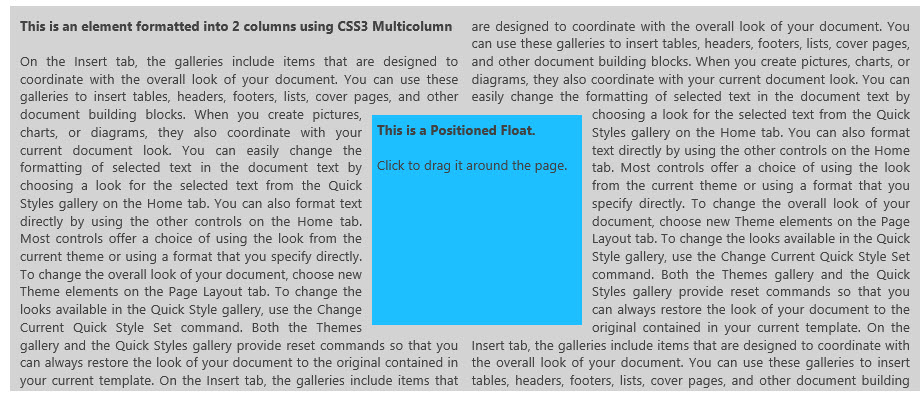 This is an element formatted into 2 columns using CSS3 Multicolumn
On the Insert tab, the galleries include items that are designed to
coordinate with the overall look of your document. You can use these
galleries to insert tables, headers, footers, lists, cover pages, and other
document building blocks. When you create pictures,
charts, or diagrams, they also coordinate with your
current document look. You can easily change the
formatting of selected text in the document text by
choosing a look for the selected text from the Quick
Styles gallery on the Home tab. You can also format text
directly by using the other controls on the Home tab.
Most controls offer a choice of using the look from the
current theme or using a format that you specify directly.
To change the overall look of your document, choose new
Theme elements on the Page Layout tab. To change the
looks available in the Quick Style gallery, use the Change
Current Quick Style Set command. Both the Themes
gallery and the Quick Styles gallery provide reset commands so that you
can always restore the look of your document to the original contained in
your current template. On the Insert tab, the galleries include items that
are designed to coordinate with the overall look of your document. You
can use these galleries to insert tables, headers, footers, lists, cover pages,
and other document building blocks. When you create pictures, charts, or
diagrams, they also coordinate with your current document look. You can
easily change the formatting of selected text in the document text by
choosing a look for the selected text from the Quick
Styles gallery on the Home tab. You can also format
text directly by using the other controls on the Home
tab. Most controls offer a choice of using the look
from the current theme or using a format that you
specify directly. To change the overall look of your
document, choose new Theme elements on the Page
Layout tab. To change the looks available in the Quick
Style gallery, use the Change Current Quick Style Set
command. Both the Themes gallery and the Quick
Styles gallery provide reset commands so that you
can always restore the look of your document to the
original contained in your current template. On the
Insert tab, the galleries include items that are designed to coordinate with
the overall look of your document. You can use these galleries to insert
tables, headers, footers, lists, cover pages, and other document building
This is a Positioned Float.
Click to drag it around the page.